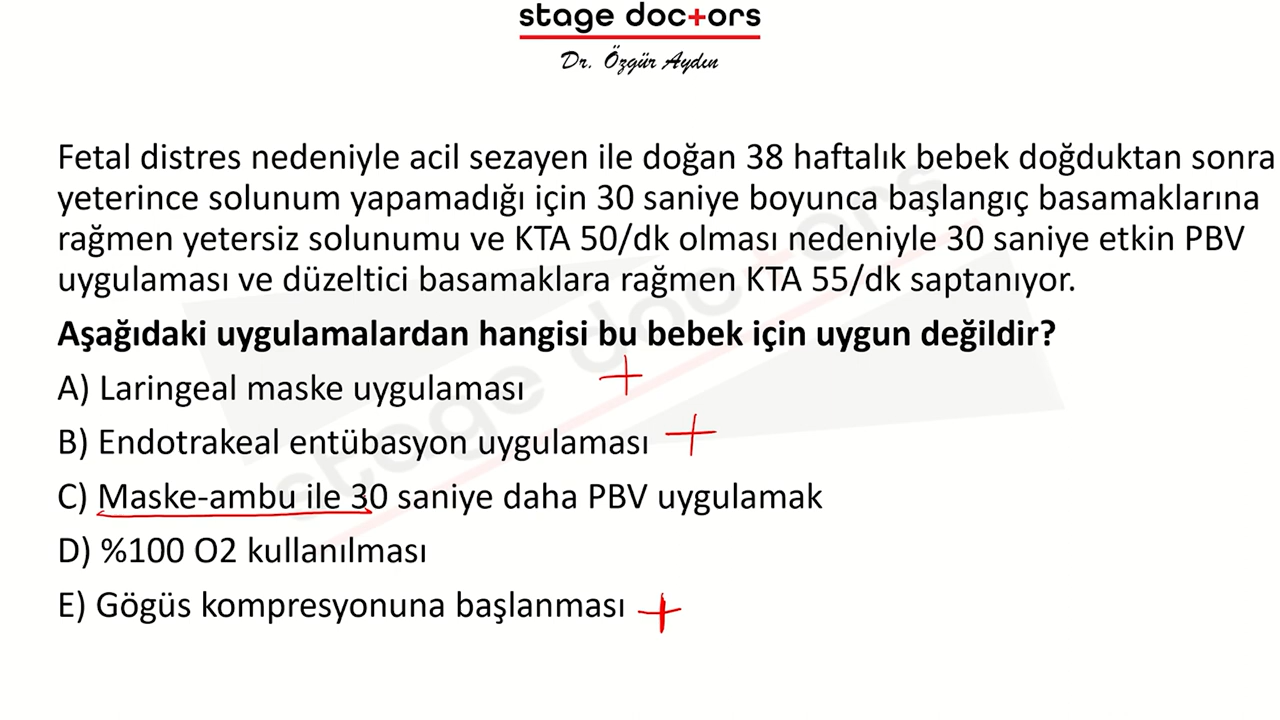 stage doctors
Dr. Özgür Aydın
Fetal distres nedeniyle acil sezayen ile doğan 38 haftalık bebek doğduktan sonra
yeterince solunum yapamadığı için 30 saniye boyunca başlangıç basamaklarına
rağmen yetersiz solunumu ve KTA 50/dk olması nedeniyle 30 saniye etkin PBV
uygulaması ve düzeltici basamaklara rağmen KTA 55/dk saptanıyor.
Aşağıdaki uygulamalardan hangisi bu bebek için uygun değildir?
A) Laringeal maske uygulaması +
B) Endotrakeal entübasyon uygulaması +
C) Maske-ambu ile 30 saniye daha PBV uygulamak
D) %100 O2 kullanılması
E) Gögüs kompresyonuna başlanması +
stage doctors